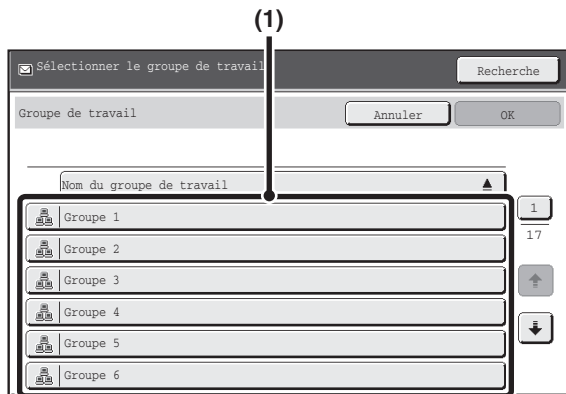 (1)
Sélectionner le groupe de travail
Recherche
Groupe de travail
Annuler
OK
Nom du groupe de travail
Groupe 1
1
17
Groupe 2
Groupe 3
Groupe 4
Groupe 5
Groupe 6